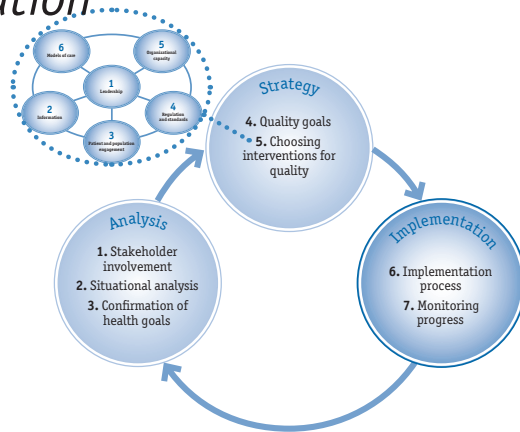 6
Models of care
5
Organizational
capacity
1
Leadership
2
Information
4
Regulation
and standards
3
Patient and population
engagement
Strategy
4. Quality goals
5. Choosing
interventions for
quality
Analysis
1. Stakeholder
involvement
2. Situational analysis
3. Confirmation of
health goals
Implementation
6. Implementation
process
7. Monitoring
progress